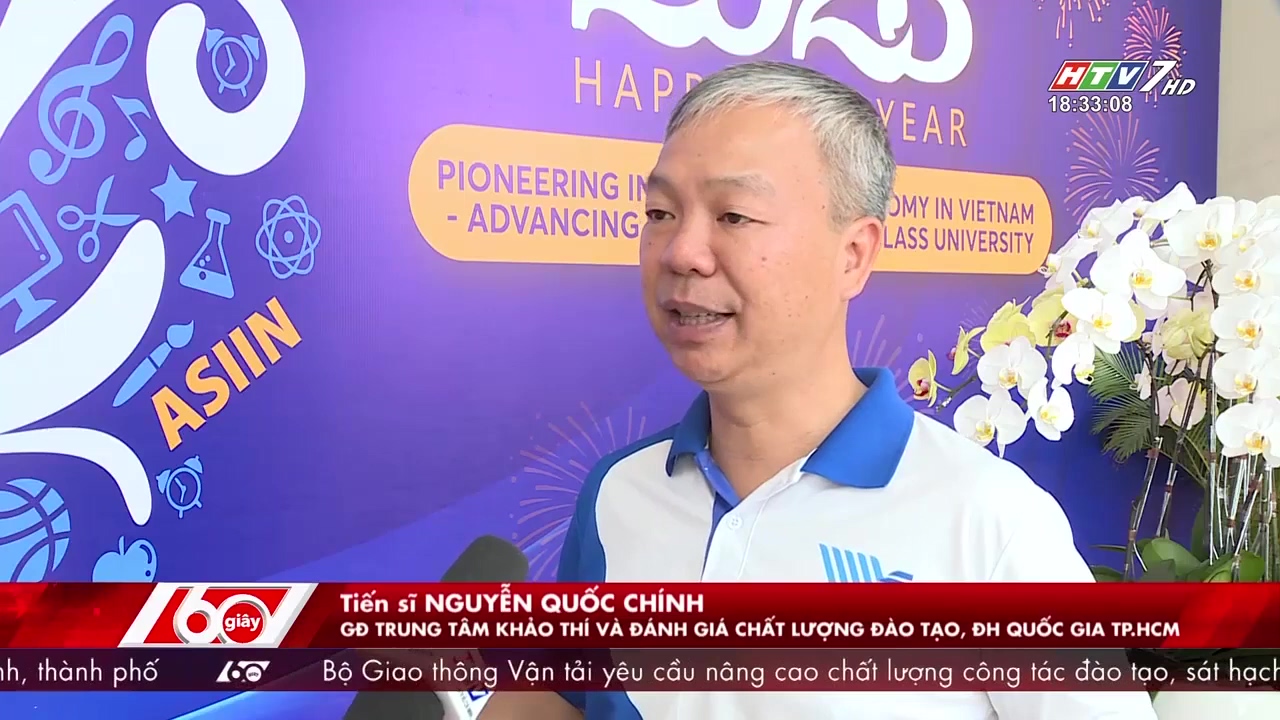 HTV7 HD
18:33:08
HAPP YEAR
PIONEERING IN OMY IN VIETNAM
- ADVANCING LASS UNIVERSITY
ASIIN
60 giây
Tiến sĩ NGUYỄN QUỐC CHÍNH
GĐ TRUNG TÂM KHẢO THÍ VÀ ĐÁNH GIÁ CHẤT LƯỢNG ĐÀO TẠO, ĐH QUỐC GIA TP.HCM
nh, thành phố 60 giây Bộ Giao thông Vận tải yêu cầu nâng cao chất lượng công tác đào tạo, sát hạch